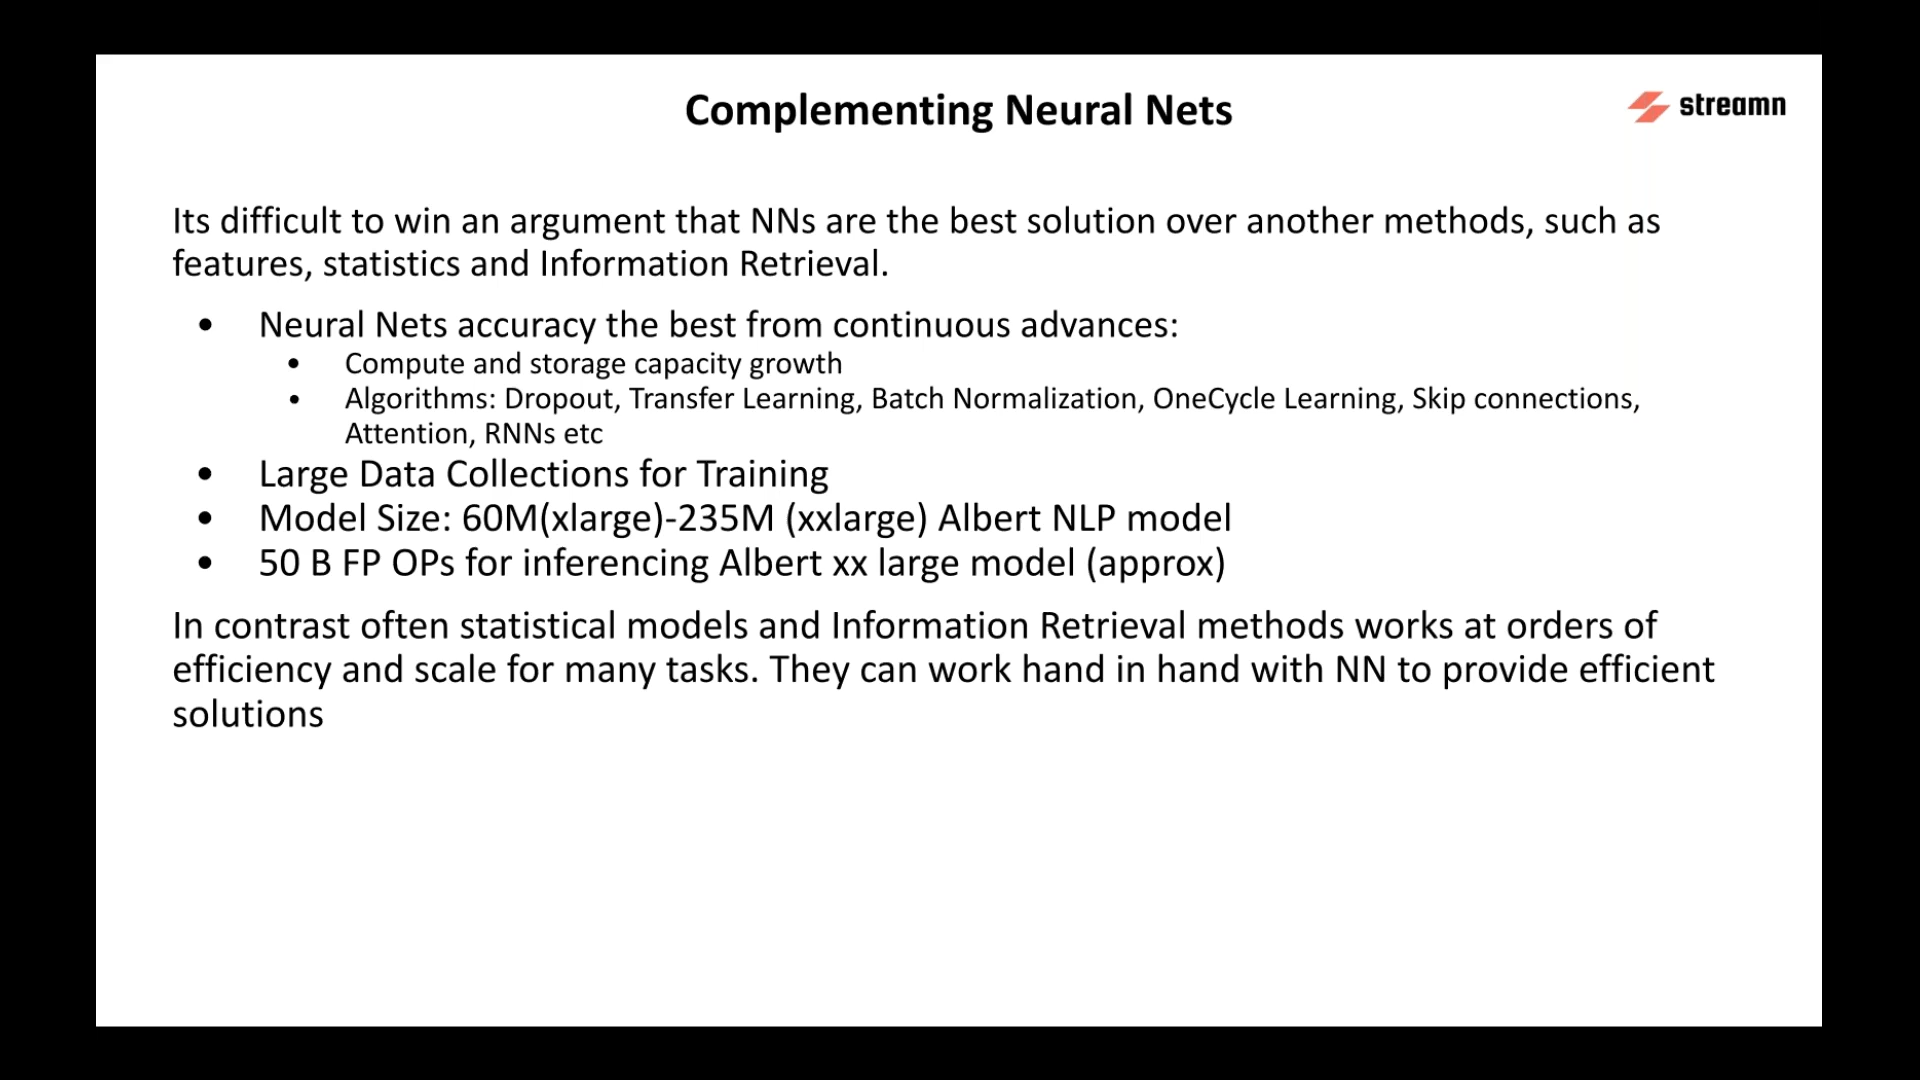 Complementing Neural Nets
streamn
Its difficult to win an argument that NNs are the best solution over another methods, such as
features, statistics and Information Retrieval.
• Neural Nets accuracy the best from continuous advances:
• Compute and storage capacity growth
• Algorithms: Dropout, Transfer Learning, Batch Normalization, OneCycle Learning, Skip connections,
Attention, RNNs etc
• Large Data Collections for Training
• Model Size: 60M(xlarge)-235M (xxlarge) Albert NLP model
• 50 B FP OPs for inferencing Albert xx large model (approx)
In contrast often statistical models and Information Retrieval methods works at orders of
efficiency and scale for many tasks. They can work hand in hand with NN to provide efficient
solutions